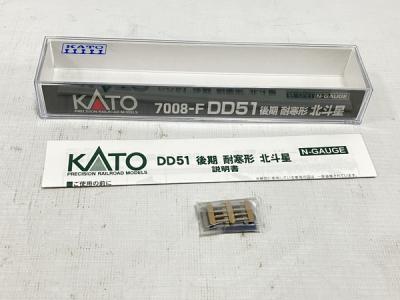 KATO
KATO
PRECISION RAILROAD MODELS
7008-F DD51 後期 耐寒形 北斗星
N-GAUGE
KATO
PRECISION RAILROAD MODELS
DD51 後期 耐寒形 北斗星
説明書
N-GAUGE
■ご使用の前に